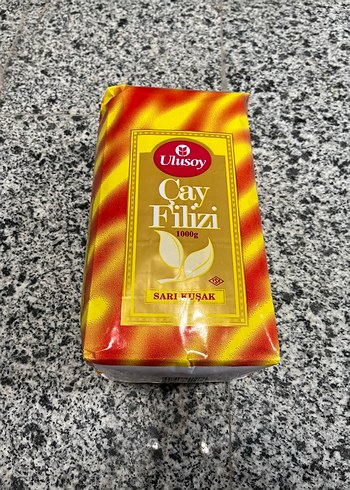 Ulusoy
Çay
Filizi
1000g
SARI KUŞAK